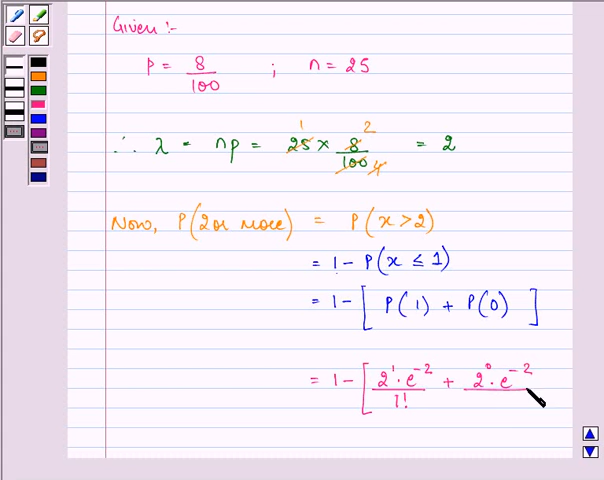 Given :-
P = 8/100 ; n = 25
∴ λ = np = 25 1 × 8 2/100 4 = 2
Now, P(2 or more) = P(x > 2)
= 1 - P(x ≤ 1)
= 1 - [P(1) + P(0)]
= 1 - [2¹ · e⁻²/1! + 2⁰ · e⁻²/